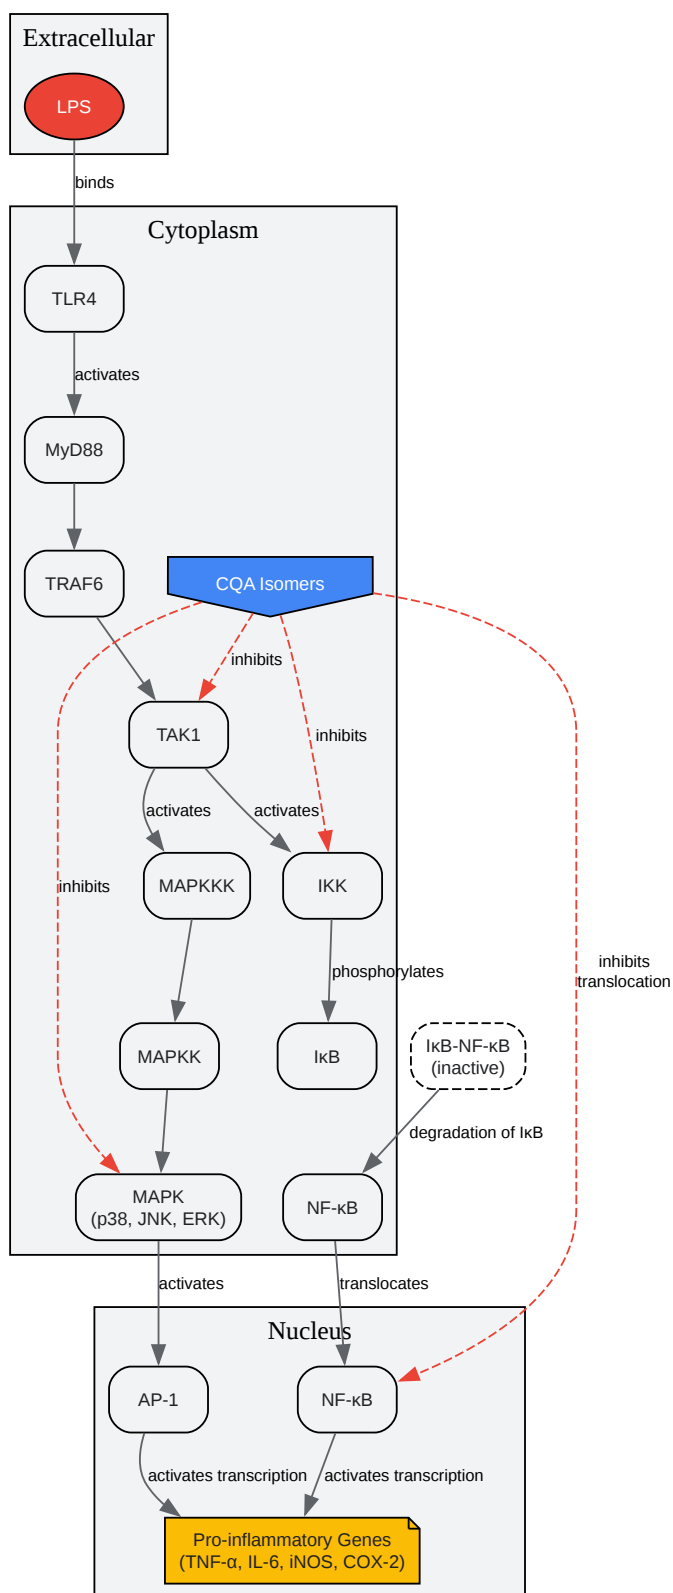 Extracellular
LPS
binds
Cytoplasm
TLR4
activates
MyD88
TRAF6
CQA Isomers
inhibits
TAK1
inhibits
activates
activates
MAPKKK
IKK
inhibits
phosphorylates
inhibits
translocation
MAPKK
IκB
IκB-NF-κB
(inactive)
degradation of IκB
MAPK
(p38, JNK, ERK)
NF-κB
activates
translocates
Nucleus
AP-1
NF-κB
activates transcription
activates transcription
Pro-inflammatory Genes
(TNF-α, IL-6, iNOS, COX-2)